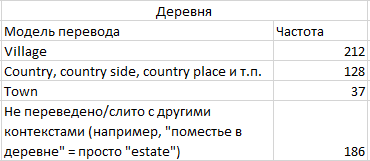 Деревня
Модель перевода Частота
Village 212
Country, country side, country place и т.п. 128
Town 37
Не переведено/слито с другими
контекстами (например, "поместье в
деревне" = просто "estate") 186